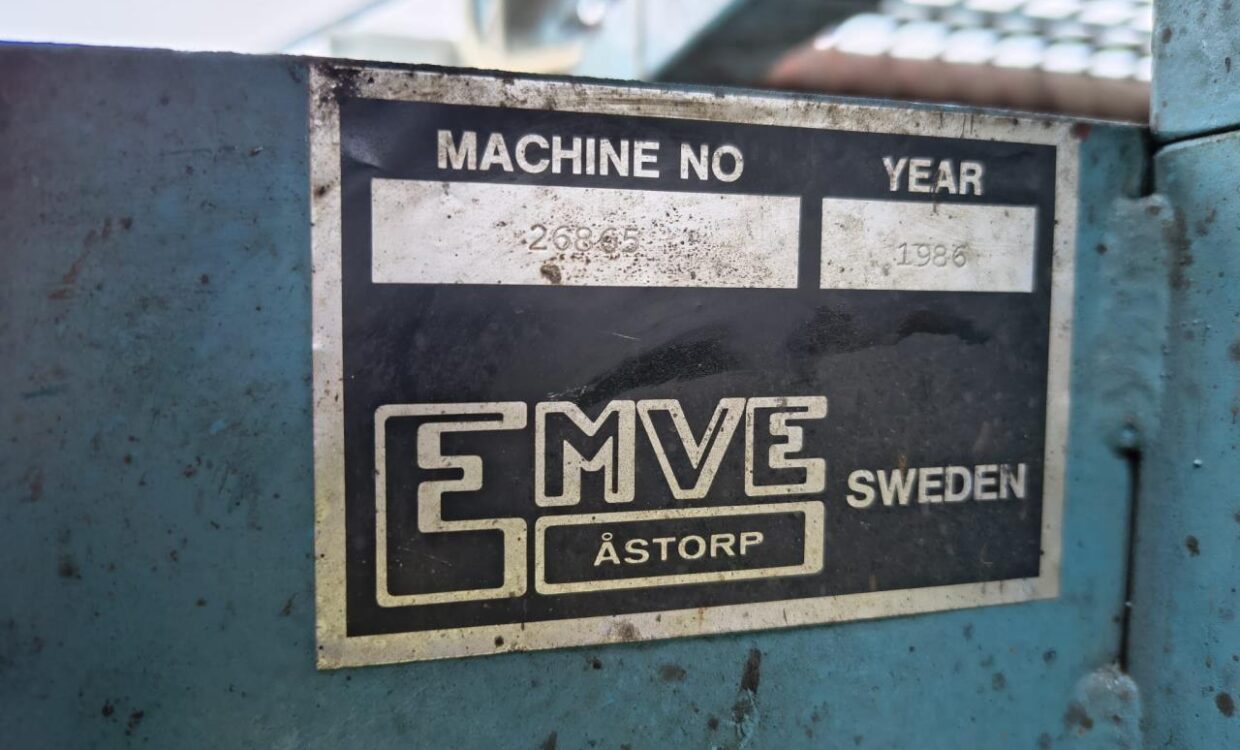 MACHINE NO YEAR
26865 1986
EMVE
ÅSTORP
SWEDEN